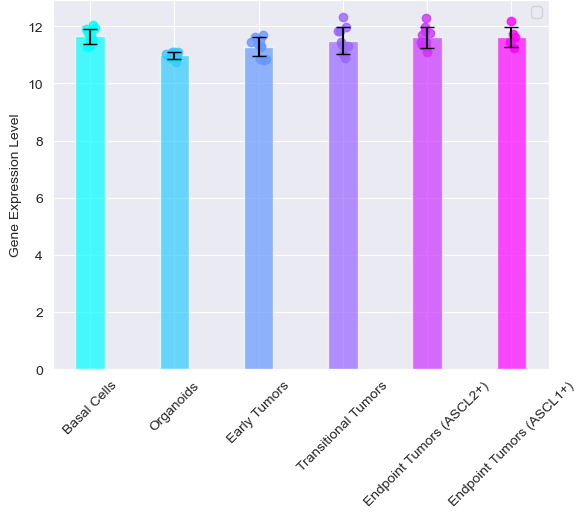 Gene Expression Level
12
10
8
6
4
2
0
Basal Cells
Organoids
Early Tumors
Transitional Tumors
Endpoint Tumors (ASCL2+)
Endpoint Tumors (ASCL1+)